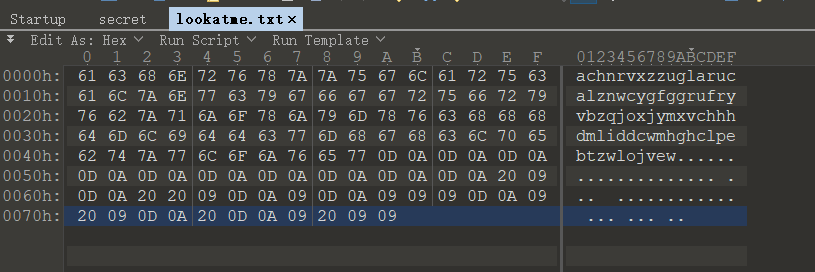 Startup secret lookatme.txt ×
Edit As: Hex Run Script Run Template
0 1 2 3 4 5 6 7 8 9 A B C D E F 0123456789ABCDEF
0000h: 61 63 68 6E 72 76 78 7A 7A 75 67 6C 61 72 75 63 achnrvxzzuglaruc
0010h: 61 6C 7A 6E 77 63 79 67 66 67 67 72 75 66 72 79 alznwcygfggrufry
0020h: 76 62 7A 71 6A 6F 78 6A 79 6D 78 76 63 68 68 68 vbzqjoxjymxvchhh
0030h: 64 6D 6C 69 64 64 63 77 6D 68 67 68 63 6C 70 65 dmliddcwmhghclpe
0040h: 62 74 7A 77 6C 6F 6A 76 65 77 0D 0A 0D 0A 0D 0A btzwlojvew......
0050h: 0D 0A 0D 0A 0D 0A 0D 0A 0D 0A 0D 0A 0D 0A 20 09 .............. .
0060h: 0D 0A 20 20 09 0D 0A 0D 0A 09 09 09 0D 0A 09 .. ............
0070h: 20 09 0D 0A 20 0D 0A 09 20 09 09 ... ... ..